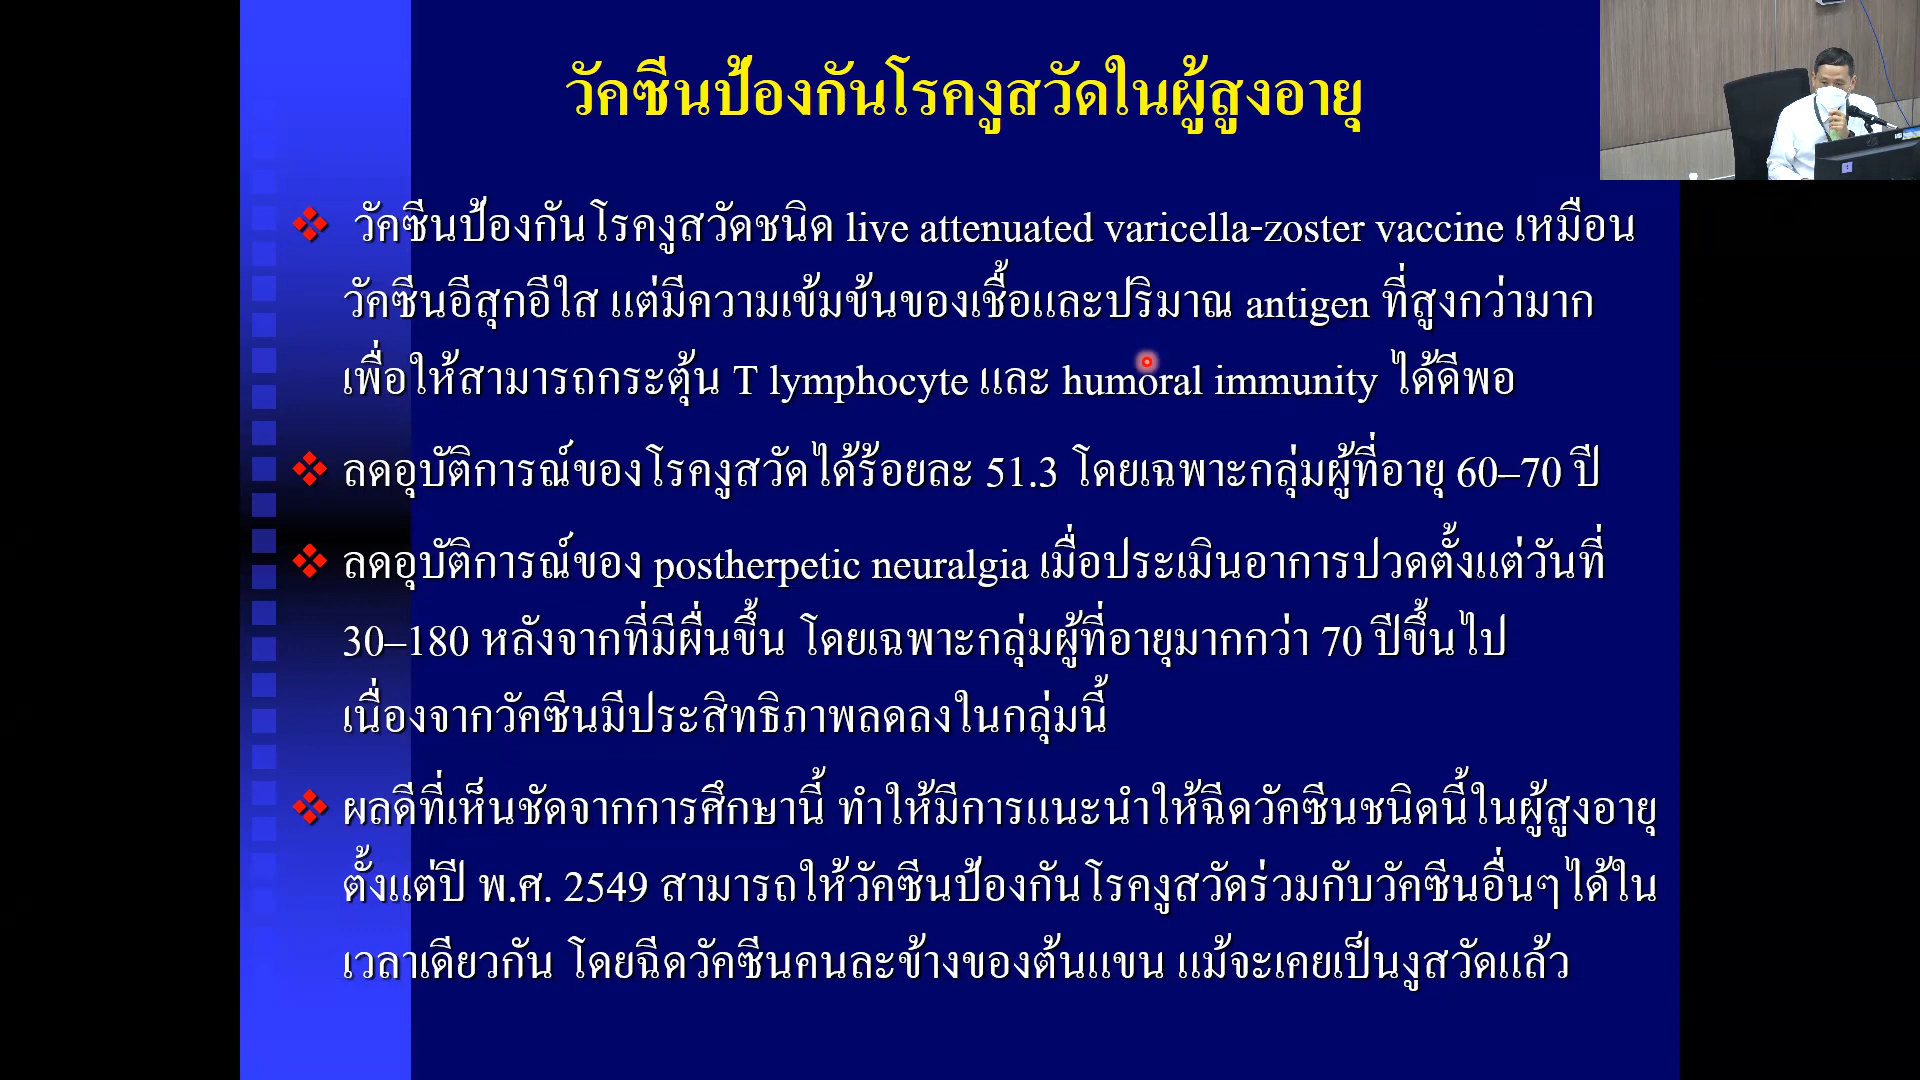 วัคซีนป้องกันโรคงูสวัดในผู้สูงอายุ
วัคซีนป้องกันโรคงูสวัดชนิด live attenuated varicella-zoster vaccine เหมือน
วัคซีนอีสุกอีใส แต่มีความเข้มข้นของเชื้อและปริมาณ antigen ที่สูงกว่ามาก
เพื่อให้สามารถกระตุ้น T lymphocyte และ humoral immunity ได้ดีพอ
ลดอุบัติการณ์ของโรคงูสวัดได้ร้อยละ 51.3 โดยเฉพาะกลุ่มผู้ที่อายุ 60–70 ปี
ลดอุบัติการณ์ของ postherpetic neuralgia เมื่อประเมินอาการปวดตั้งแต่วันที่
30–180 หลังจากที่มีผื่นขึ้น โดยเฉพาะกลุ่มผู้ที่อายุมากกว่า 70 ปีขึ้นไป
เนื่องจากวัคซีนมีประสิทธิภาพลดลงในกลุ่มนี้
ผลดีที่เห็นชัดจากการศึกษานี้ ทำให้มีการแนะนำให้ฉีดวัคซีนชนิดนี้ในผู้สูงอายุ
ตั้งแต่ปี พ.ศ. 2549 สามารถให้วัคซีนป้องกันโรคงูสวัดร่วมกับวัคซีนอื่นๆได้ใน
เวลาเดียวกัน โดยฉีดวัคซีนคนละข้างของต้นแขน แม้จะเคยเป็นงูสวัดแล้ว